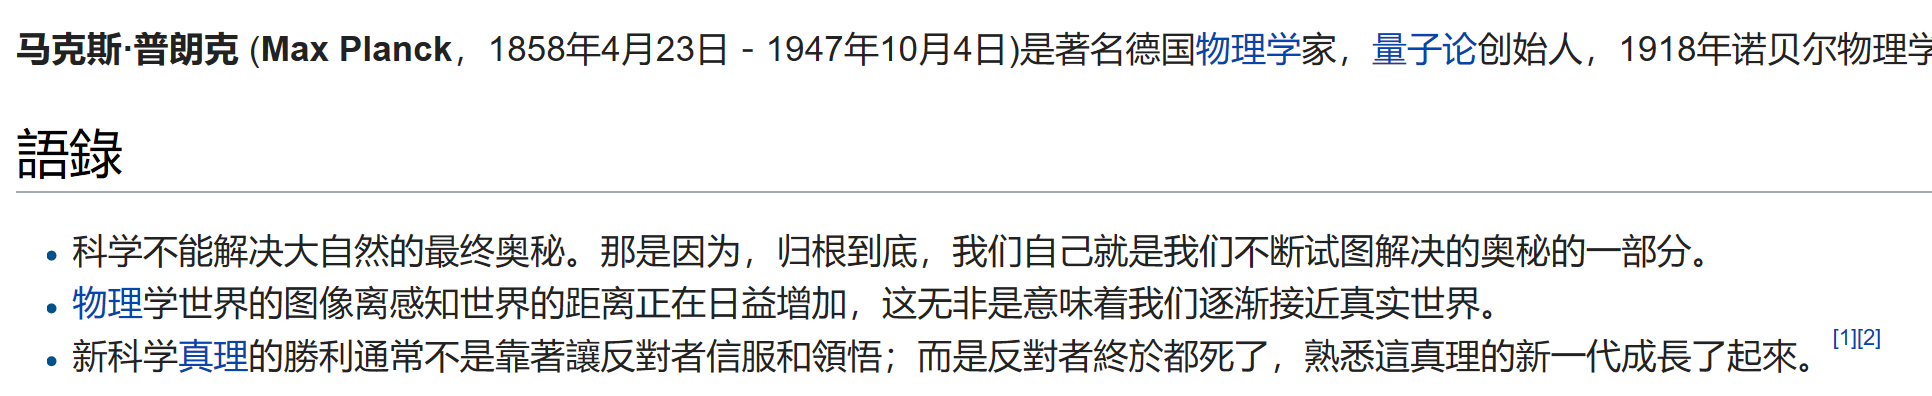 马克斯·普朗克 (Max Planck，1858年4月23日 - 1947年10月4日)是著名德国物理学家，量子论创始人，1918年诺贝尔物理学
語錄
科学不能解决大自然的最终奥秘。那是因为，归根到底，我们自己就是我们不断试图解决的奥秘的一部分。
物理学世界的图像离感知世界的距离正在日益增加，这无非是意味着我们逐渐接近真实世界。
新科学真理的勝利通常不是靠著讓反對者信服和領悟；而是反對者終於都死了，熟悉這真理的新一代成長了起來。[1][2]